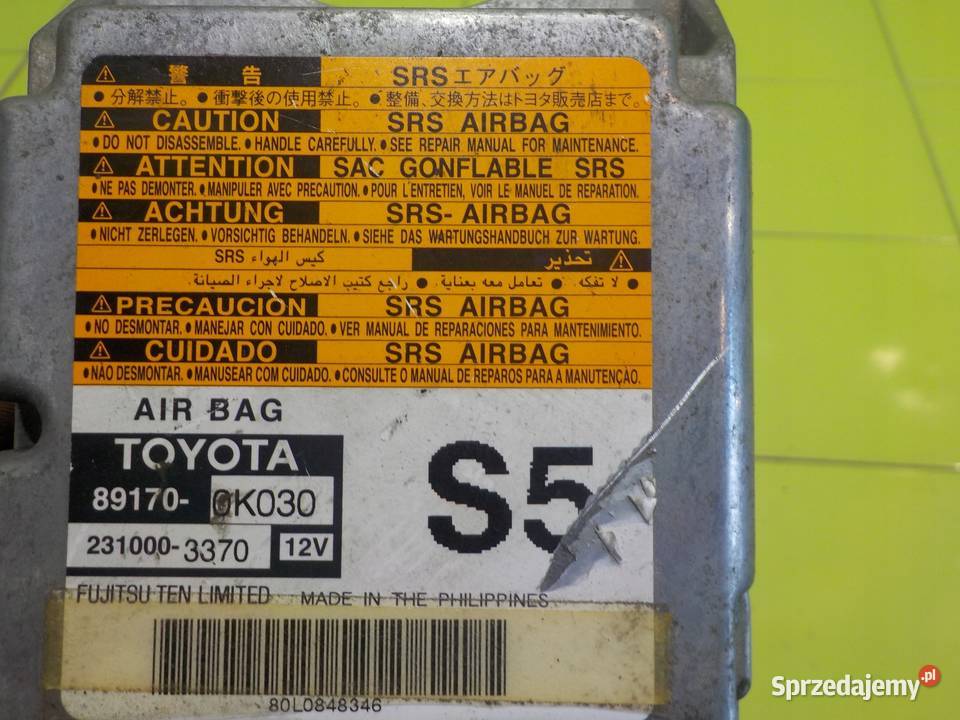 ⚠ 警 告 SRSエアバッグ
● 分解禁止。 ● 衝撃後の使用禁止。 ● 整備、交換方法はトヨタ販売店まで。
⚠ CAUTION SRS AIRBAG
● DO NOT DISASSEMBLE. ● HANDLE CAREFULLY. ● SEE REPAIR MANUAL FOR MAINTENANCE.
⚠ ATTENTION SAC GONFLABLE SRS
● NE PAS DEMONTER. ● MANIPULER AVEC PRECAUTION. ● POUR L'ENTRETIEN, VOIR LE MANUEL DE REPARATION.
⚠ ACHTUNG SRS- AIRBAG
● NICHT ZERLEGEN. ● VORSICHTIG BEHANDELN. ● SIEHE DAS WARTUNGSHANDBUCH ZUR WARTUNG.
⚠ تحذير كيس الهواء SRS
● لا تفكه. ● تعامل معه بعناية. ● راجع كتيب الاصلاح لاجراء الصيانة.
⚠ PRECAUCION SRS AIRBAG
● NO DESMONTAR. ● MANEJAR CON CUIDADO. ● VER MANUAL DE REPARACIONES PARA MANTENIMIENTO.
⚠ CUIDADO SRS AIRBAG
● NÃO DESMONTAR. ● MANUSEAR COM CUIDADO. ● CONSULTE O MANUAL DE REPAROS PARA A MANUTENÇÃO.
AIR BAG
TOYOTA
89170-0K030
S5
231000-3370 12V
FUJITSU TEN LIMITED MADE IN THE PHILIPPINES
80L0848346
Sprzedajemy.pl